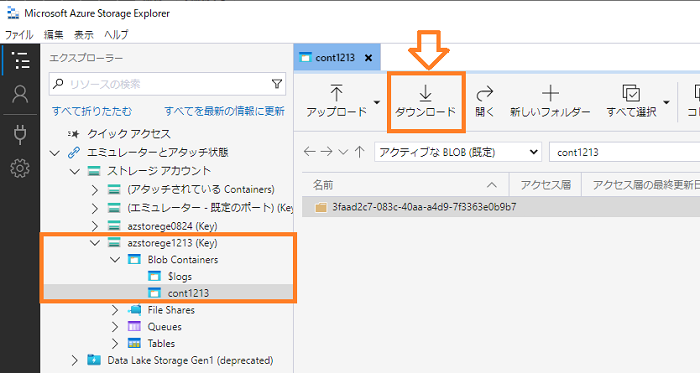 Microsoft Azure Storage Explorer
ファイル 編集 表示 ヘルプ
エクスプローラー
リソースの検索
すべて折りたたむ すべてを最新の情報に更新
クイック アクセス
エミュレーターとアタッチ状態
ストレージ アカウント
(アタッチされている Containers)
(エミュレーター - 既定のポート) (Key
azstorege0824 (Key)
azstorege1213 (Key)
Blob Containers
$logs
cont1213
File Shares
Queues
Tables
Data Lake Storage Gen1 (deprecated)
cont1213
アップロード ダウンロード 開く 新しいフォルダー すべて選択 コピ
アクティブな BLOB (既定) cont1213
名前 アクセス層 アクセス層の最終更新日
3faad2c7-083c-40aa-a4d9-7f3363e0b9b7